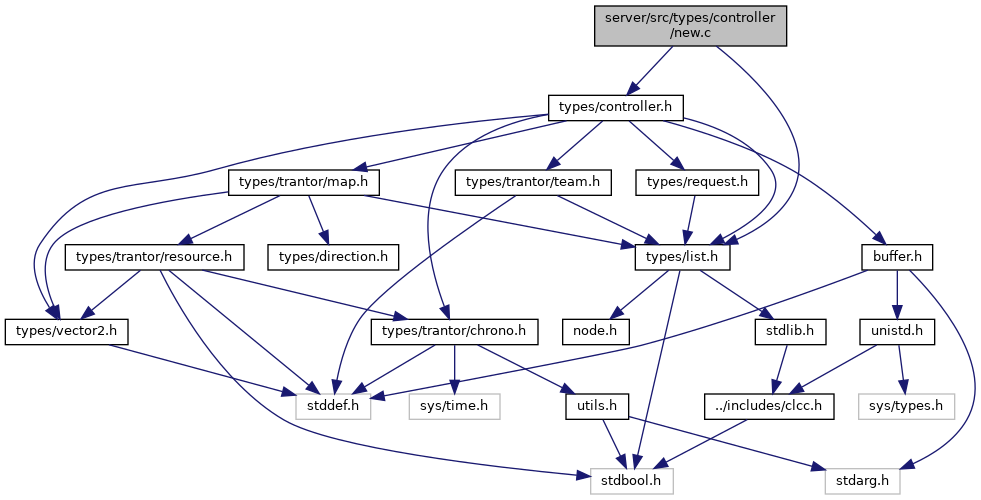 server/src/types/controller
/new.c
types/controller.h
types/trantor/map.h
types/trantor/team.h
types/request.h
types/trantor/resource.h
types/direction.h
types/list.h
buffer.h
types/vector2.h
types/trantor/chrono.h
node.h
stdlib.h
unistd.h
stddef.h
sys/time.h
utils.h
../includes/clcc.h
sys/types.h
stdbool.h
stdarg.h